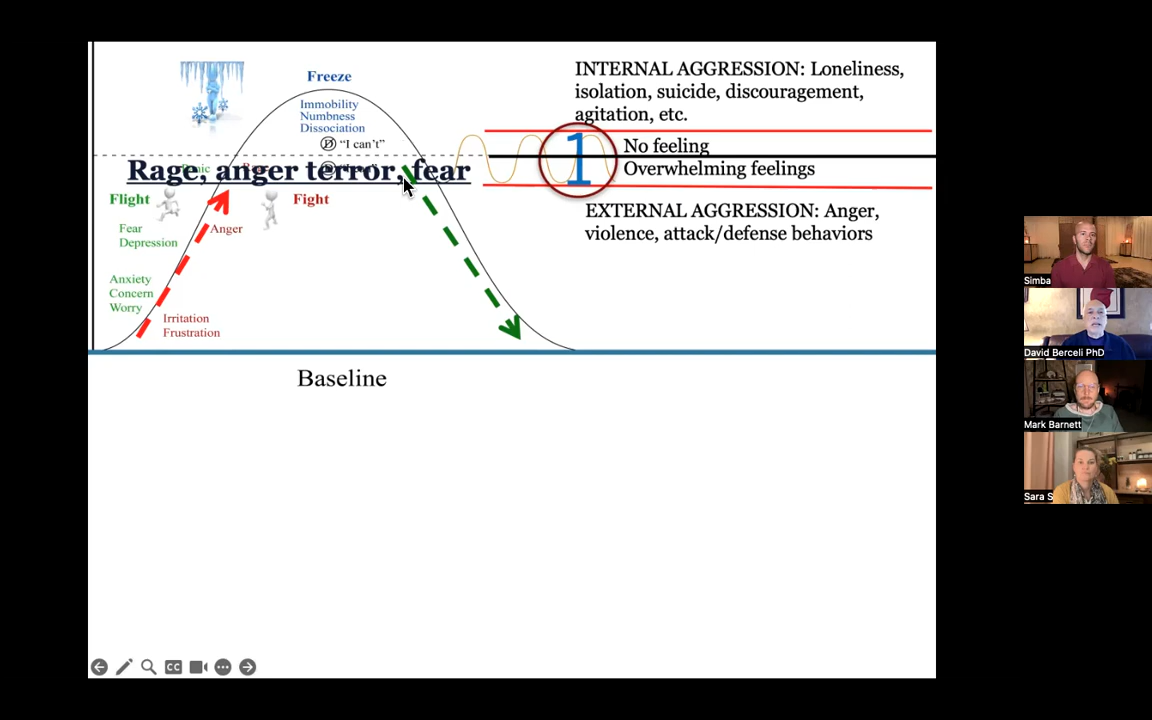 Freeze
Immobility
Numbness
Dissociation
"I can't"
Rage, anger terror, fear
Flight
Fight
Fear
Depression
Anger
Anxiety
Concern
Worry
Irritation
Frustration
Baseline
INTERNAL AGGRESSION: Loneliness,
isolation, suicide, discouragement,
agitation, etc.
1
No feeling
Overwhelming feelings
EXTERNAL AGGRESSION: Anger,
violence, attack/defense behaviors
CC
Simba
David Berceli PhD
Mark Barnett
Sara S